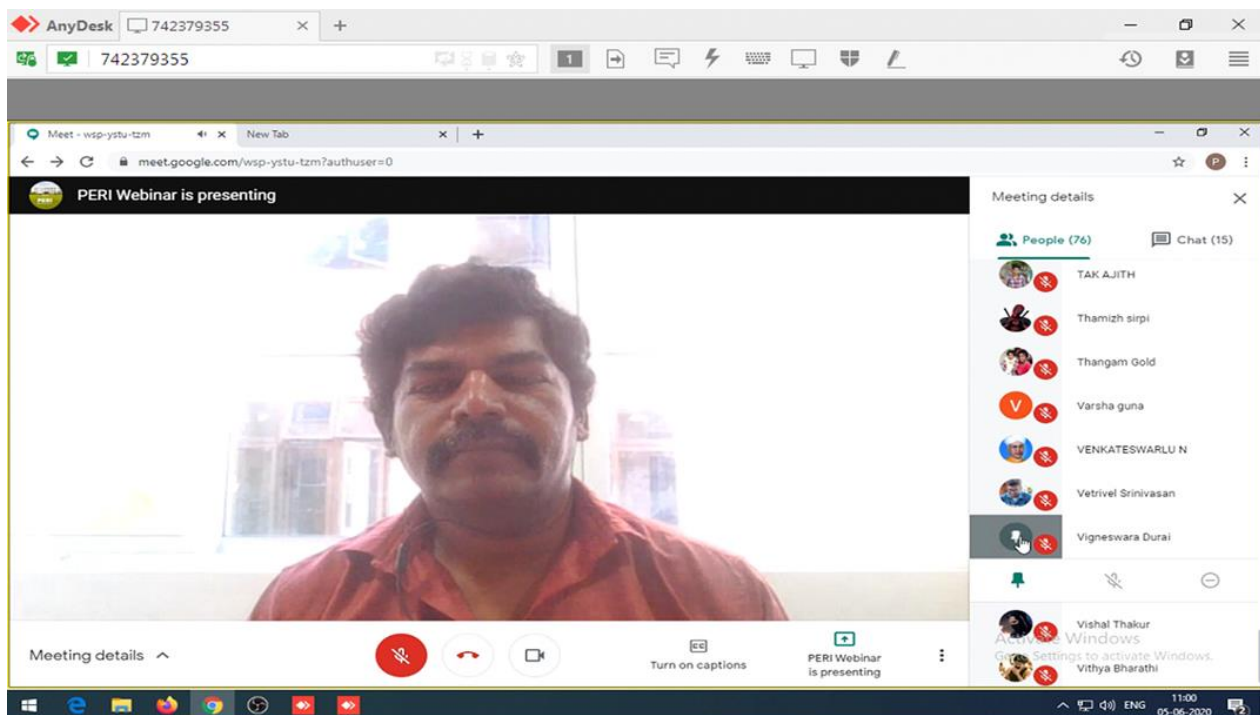 AnyDesk 742379355
742379355 1
Meet - wsp-ystu-tzm New Tab
meet.google.com/wsp-ystu-tzm?authuser=0 P
PERI PERI Webinar is presenting
Meeting details
People (76) Chat (15)
TAK AJITH
Thamizh sirpi
Thangam Gold
V Varsha guna
VENKATESWARLU N
Vetrivel Srinivasan
Vigneswara Durai
Vishal Thakur
Activate Windows
Go to Settings to activate Windows.
Vithya Bharathi
Meeting details
CC
Turn on captions
PERI Webinar
is presenting
ENG
11:00
05-06-2020
2